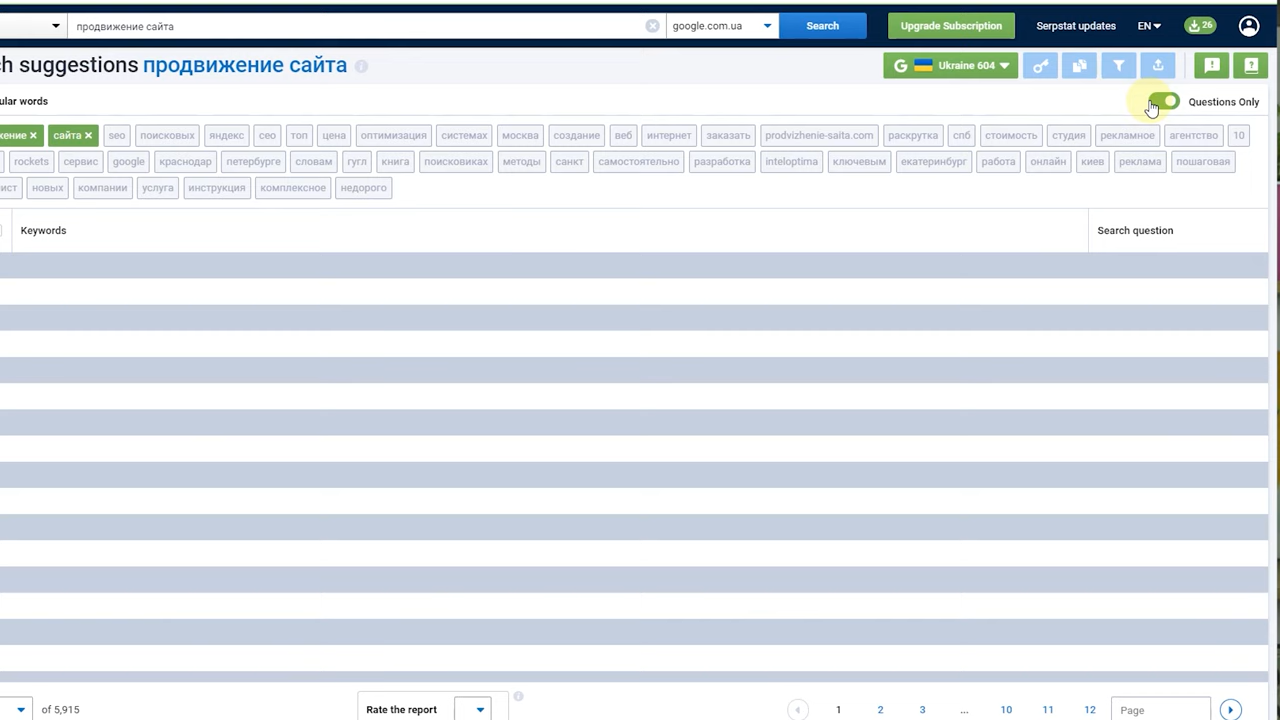 продвижение сайта google.com.ua Search Upgrade Subscription Serpstat updates EN 26
h suggestions продвижение сайта G Ukraine 604
ular words Questions Only
жение × сайта × seo поисковых яндекс сео топ цена оптимизация системах москва создание веб интернет заказать prodvizhenie-saita.com раскрутка спб стоимость студия рекламное агентство 10
rockets сервис google краснодар петербурге словам гугл книга поисковиках методы санкт самостоятельно разработка inteloptima ключевым екатеринбург работа онлайн киев реклама пошаговая
ист новых компании услуга инструкция комплексное недорого
Keywords Search question
of 5,915 Rate the report 1 2 3 ... 10 11 12 Page